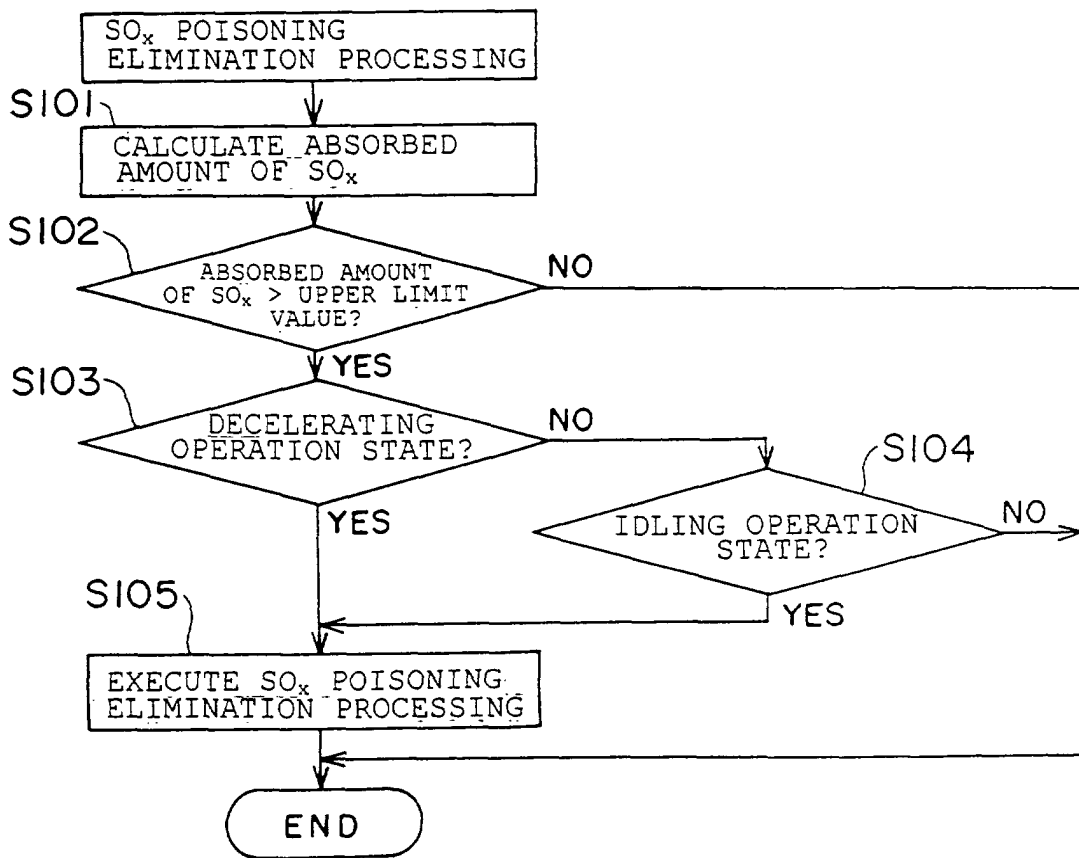 SOₓ POISONING
ELIMINATION PROCESSING
S101
CALCULATE ABSORBED
AMOUNT OF SOₓ
S102
ABSORBED AMOUNT
OF SOₓ > UPPER LIMIT
VALUE?
NO
YES
S103
DECELERATING
OPERATION STATE?
NO
YES
S104
IDLING OPERATION
STATE?
NO
YES
S105
EXECUTE SOₓ POISONING
ELIMINATION PROCESSING
END